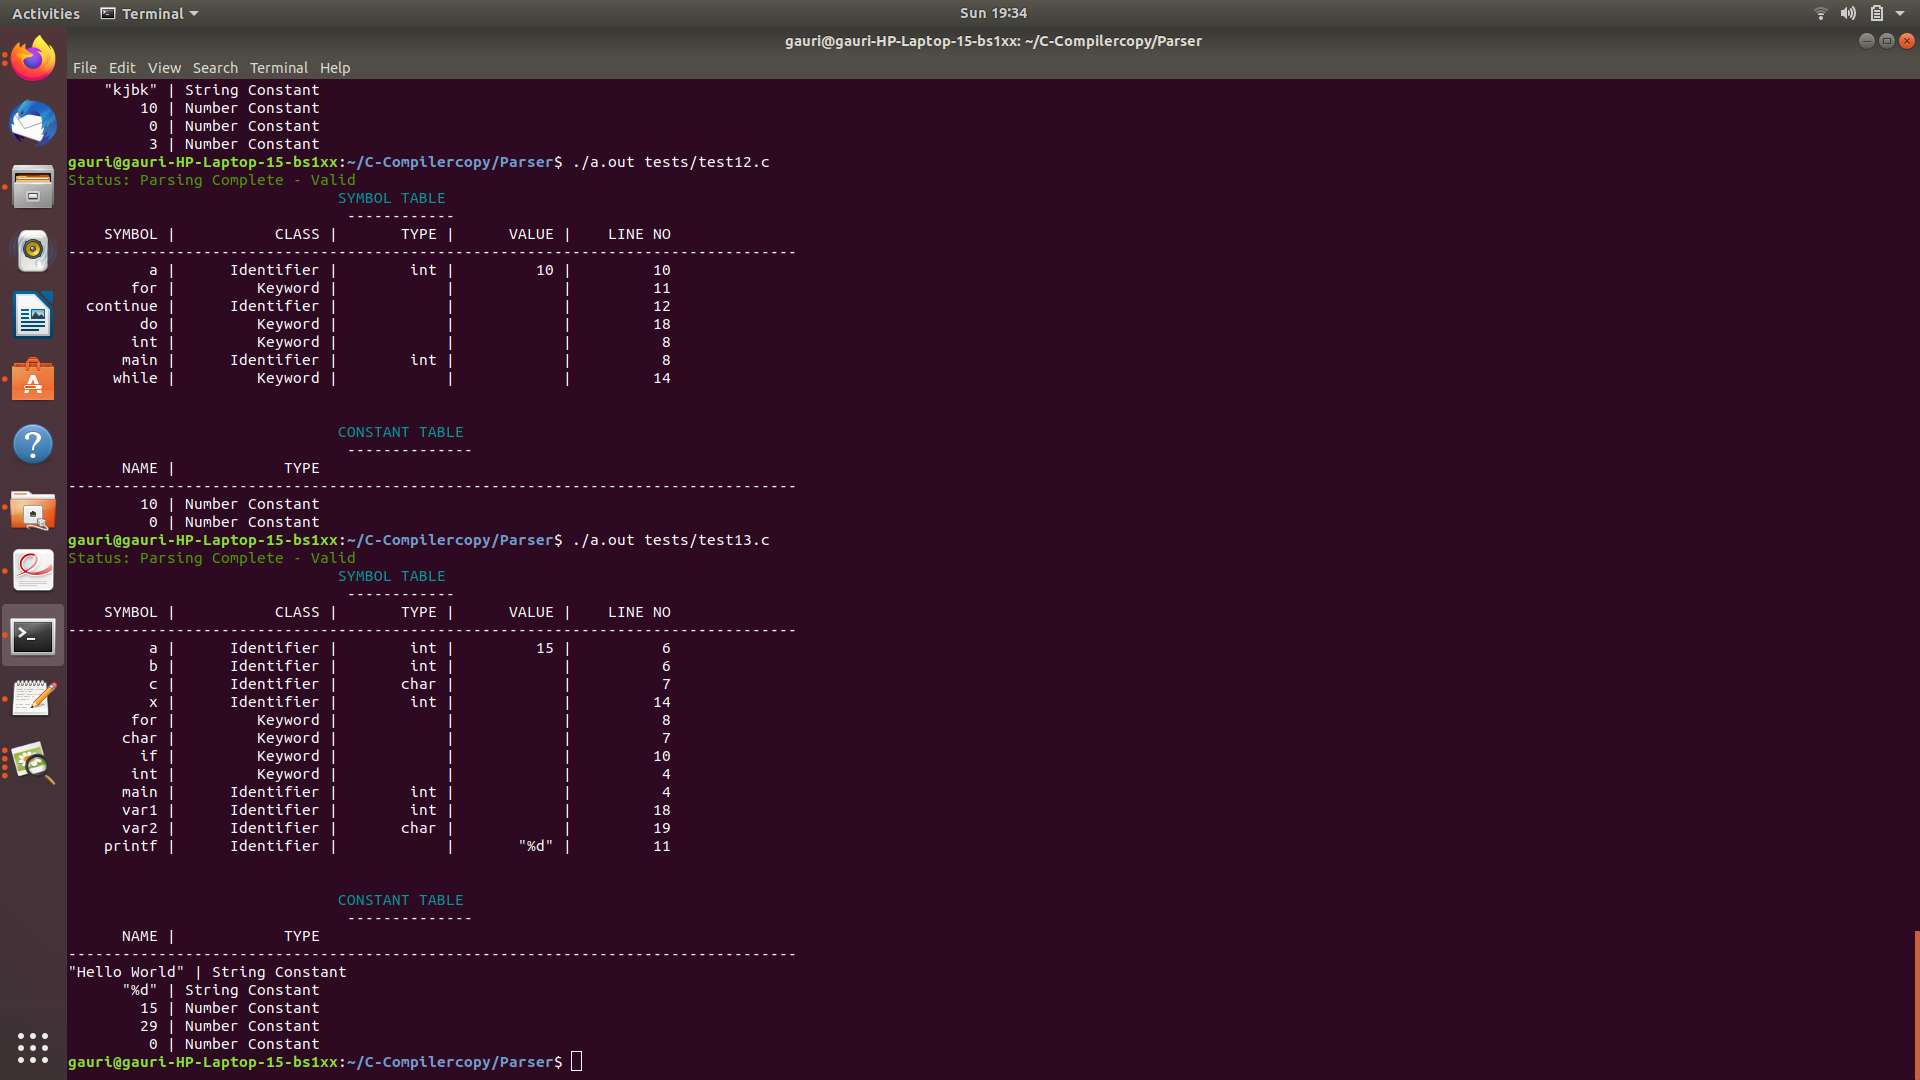 Activities Terminal Sun 19:34
gauri@gauri-HP-Laptop-15-bs1xx: ~/C-Compilercopy/Parser
File Edit View Search Terminal Help
"kjbk" | String Constant
10 | Number Constant
0 | Number Constant
3 | Number Constant
gauri@gauri-HP-Laptop-15-bs1xx:~/C-Compilercopy/Parser$ ./a.out tests/test12.c
Status: Parsing Complete - Valid
SYMBOL TABLE
------------
SYMBOL | CLASS | TYPE | VALUE | LINE NO
---------------------------------------------------------------------------------
a | Identifier | int | 10 | 10
for | Keyword | | | 11
continue | Identifier | | | 12
do | Keyword | | | 18
int | Keyword | | | 8
main | Identifier | int | | 8
while | Keyword | | | 14
CONSTANT TABLE
--------------
NAME | TYPE
---------------------------------------------------------------------------------
10 | Number Constant
0 | Number Constant
gauri@gauri-HP-Laptop-15-bs1xx:~/C-Compilercopy/Parser$ ./a.out tests/test13.c
Status: Parsing Complete - Valid
SYMBOL TABLE
------------
SYMBOL | CLASS | TYPE | VALUE | LINE NO
---------------------------------------------------------------------------------
a | Identifier | int | 15 | 6
b | Identifier | int | | 6
c | Identifier | char | | 7
x | Identifier | int | | 14
for | Keyword | | | 8
char | Keyword | | | 7
if | Keyword | | | 10
int | Keyword | | | 4
main | Identifier | int | | 4
var1 | Identifier | int | | 18
var2 | Identifier | char | | 19
printf | Identifier | | "%d" | 11
CONSTANT TABLE
--------------
NAME | TYPE
---------------------------------------------------------------------------------
"Hello World" | String Constant
"%d" | String Constant
15 | Number Constant
29 | Number Constant
0 | Number Constant
gauri@gauri-HP-Laptop-15-bs1xx:~/C-Compilercopy/Parser$